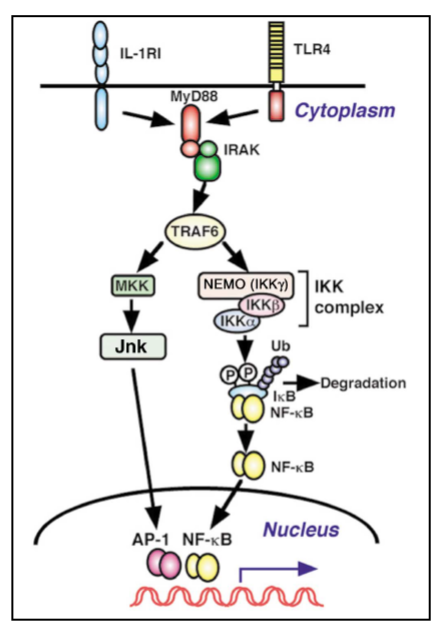 IL-1RI
TLR4
MyD88
Cytoplasm
IRAK
TRAF6
MKK
NEMO (IKKγ)
IKKβ
IKKα
IKK
complex
Jnk
Ub
P P
Degradation
IκB
NF-κB
NF-κB
Nucleus
AP-1 NF-κB